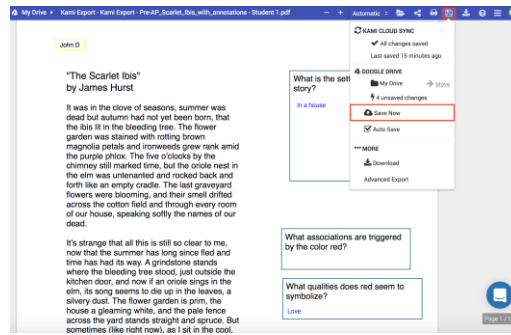 My Drive › Kami Export - Kami Export - Pre-AP_Scarlet_Ibis_with_annotations - Student 1.pdf
− + Automatic
KAMI CLOUD SYNC
All changes saved
Last saved 15 minutes ago
GOOGLE DRIVE
My Drive → Move
4 unsaved changes
Save Now
Auto Save
MORE
Download
Advanced Export
John D
"The Scarlet Ibis"
by James Hurst
It was in the clove of seasons, summer was
dead but autumn had not yet been born, that
the ibis lit in the bleeding tree. The flower
garden was stained with rotting brown
magnolia petals and ironweeds grew rank amid
the purple phlox. The five o'clocks by the
chimney still marked time, but the oriole nest in
the elm was untenanted and rocked back and
forth like an empty cradle. The last graveyard
flowers were blooming, and their smell drifted
across the cotton field and through every room
of our house, speaking softly the names of our
dead.
It's strange that all this is still so clear to me,
now that the summer has long since fled and
time has had its way. A grindstone stands
where the bleeding tree stood, just outside the
kitchen door, and now if an oriole sings in the
elm, its song seems to die up in the leaves, a
silvery dust. The flower garden is prim, the
house a gleaming white, and the pale fence
across the yard stands straight and spruce. But
sometimes (like right now), as I sit in the cool,
What is the set
story?
In a house
What associations are triggered
by the color red?
What qualities does red seem to
symbolize?
Love
Page 1 /